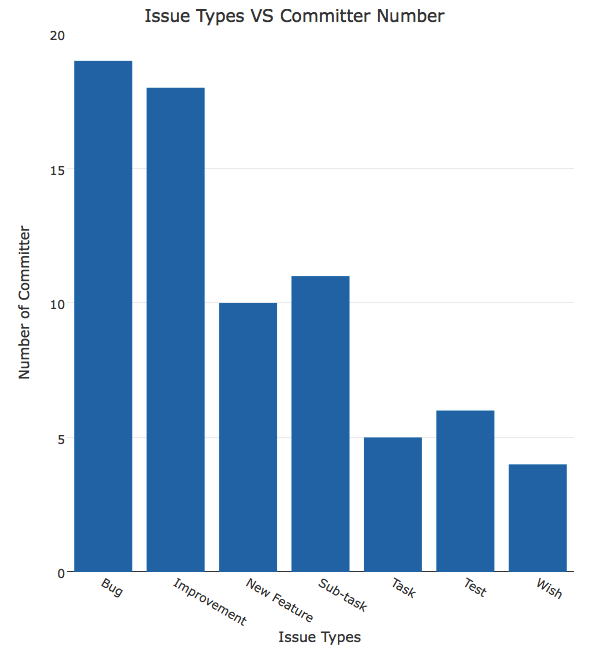 Issue Types VS Committer Number
20
15
10
5
0
Number of Committer
Bug
Improvement
New Feature
Sub-task
Task
Test
Wish
Issue Types